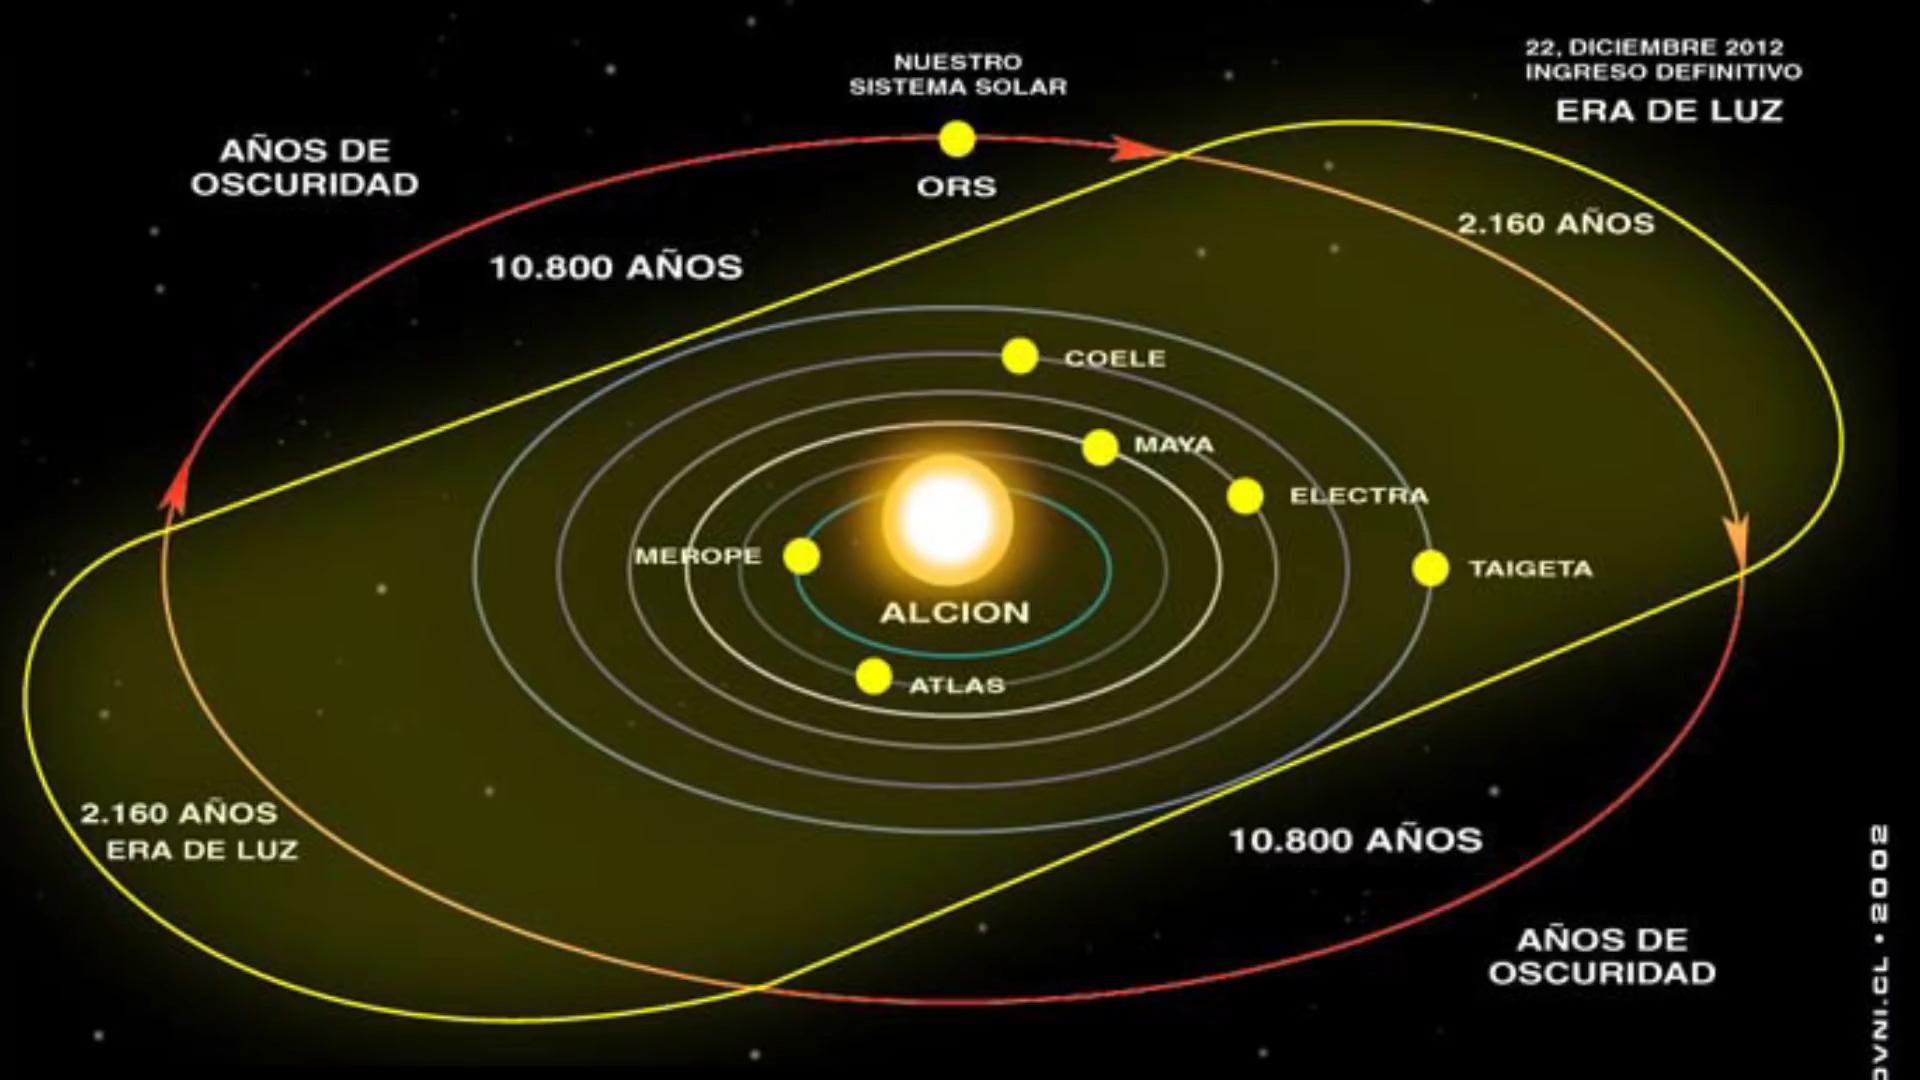 NUESTRO
SISTEMA SOLAR
ORS
22, DICIEMBRE 2012
INGRESO DEFINITIVO
ERA DE LUZ
AÑOS DE
OSCURIDAD
10.800 AÑOS
2.160 AÑOS
COELE
MAYA
ELECTRA
MEROPE
TAIGETA
ALCION
ATLAS
2.160 AÑOS
ERA DE LUZ
10.800 AÑOS
AÑOS DE
OSCURIDAD
OVNI.CL • 2002